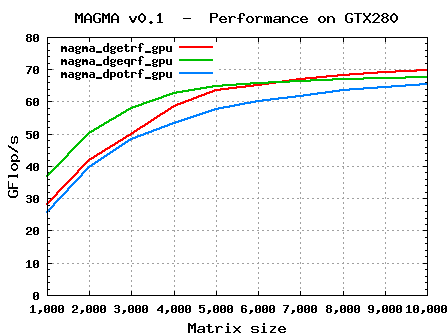 MAGMA v0.1  -  Performance on GTX280
80
70
60
50
40
30
20
10
0
GFlop/s
magma_dgetrf_gpu
magma_dgeqrf_gpu
magma_dpotrf_gpu
1,000 2,000 3,000 4,000 5,000 6,000 7,000 8,000 9,000 10,000
Matrix size